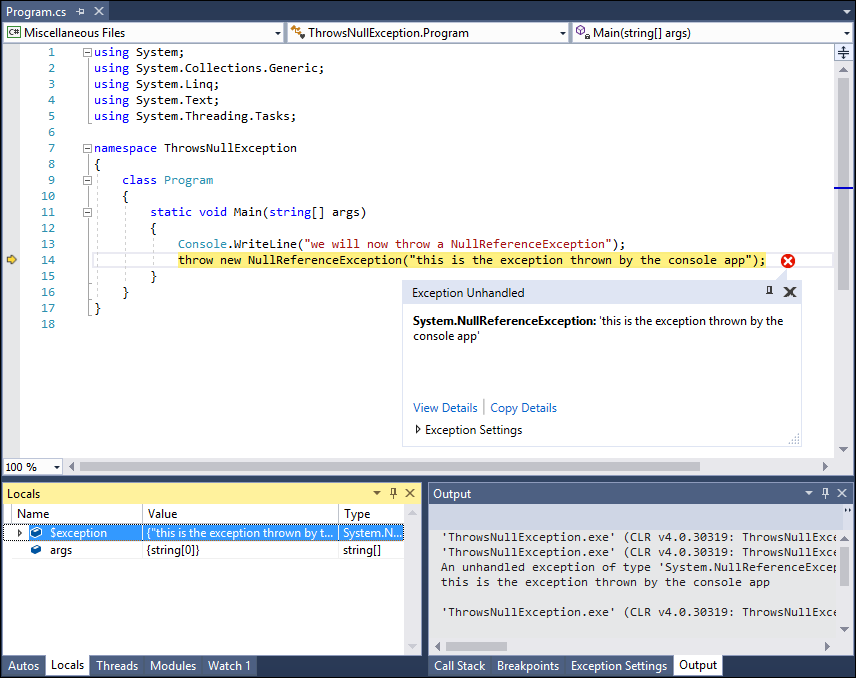 Program.cs
C# Miscellaneous Files
ThrowsNullException.Program
Main(string[] args)
1 using System;
2 using System.Collections.Generic;
3 using System.Linq;
4 using System.Text;
5 using System.Threading.Tasks;
6
7 namespace ThrowsNullException
8 {
9 class Program
10 {
11 static void Main(string[] args)
12 {
13 Console.WriteLine("we will now throw a NullReferenceException");
14 throw new NullReferenceException("this is the exception thrown by the console app");
15 }
16 }
17 }
18
Exception Unhandled
System.NullReferenceException: 'this is the exception thrown by the
console app'
View Details | Copy Details
Exception Settings
100 %
Locals
Name Value Type
$exception {"this is the exception thrown by t... System.N...
args {string[0]} string[]
Autos Locals Threads Modules Watch 1
Output
'ThrowsNullException.exe' (CLR v4.0.30319: ThrowsNullExce
'ThrowsNullException.exe' (CLR v4.0.30319: ThrowsNullExce
An unhandled exception of type 'System.NullReferenceExcep
this is the exception thrown by the console app
'ThrowsNullException.exe' (CLR v4.0.30319: ThrowsNullExce
Call Stack Breakpoints Exception Settings Output